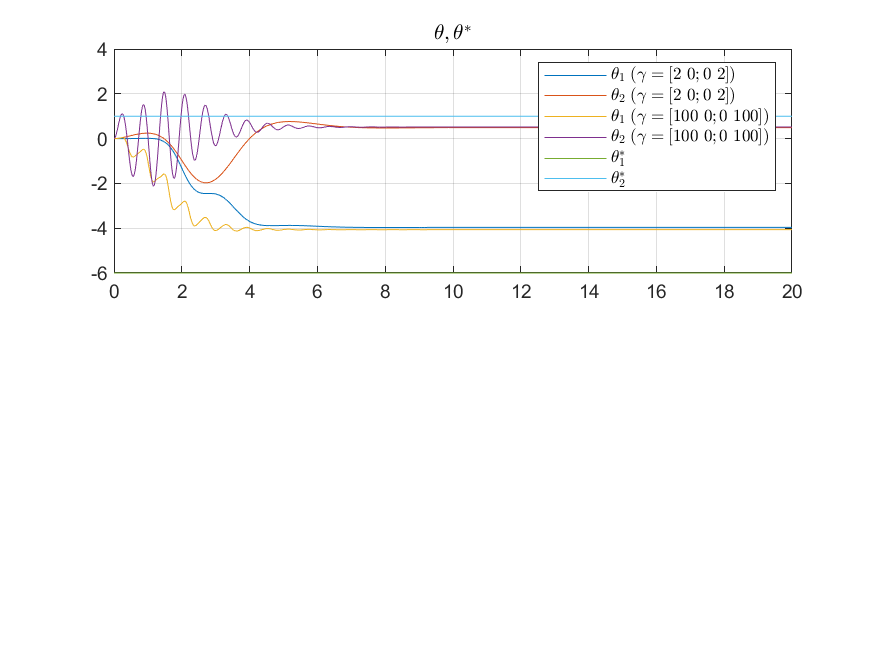 θ, θ*
4
2
0
-2
-4
-6
0 2 4 6 8 10 12 14 16 18 20
θ₁ (γ = [2 0; 0 2])
θ₂ (γ = [2 0; 0 2])
θ₁ (γ = [100 0; 0 100])
θ₂ (γ = [100 0; 0 100])
θ₁*
θ₂*